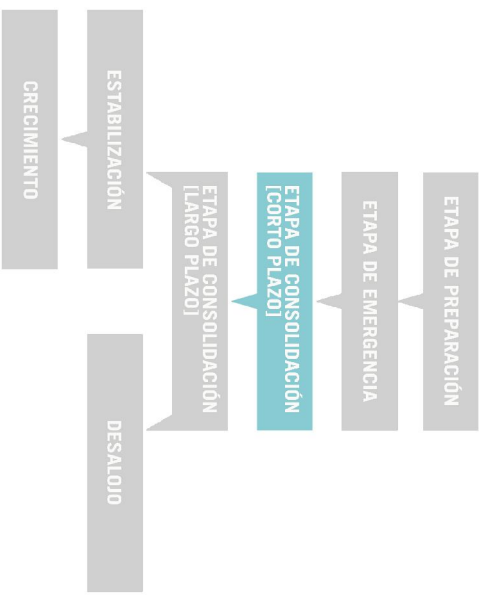 ETAPA DE PREPARACIÓN
ETAPA DE EMERGENCIA
ETAPA DE CONSOLIDACIÓN
[CORTO PLAZO]
ETAPA DE CONSOLIDACIÓN
[LARGO PLAZO]
ESTABILIZACIÓN
DESALOJO
CRECIMIENTO